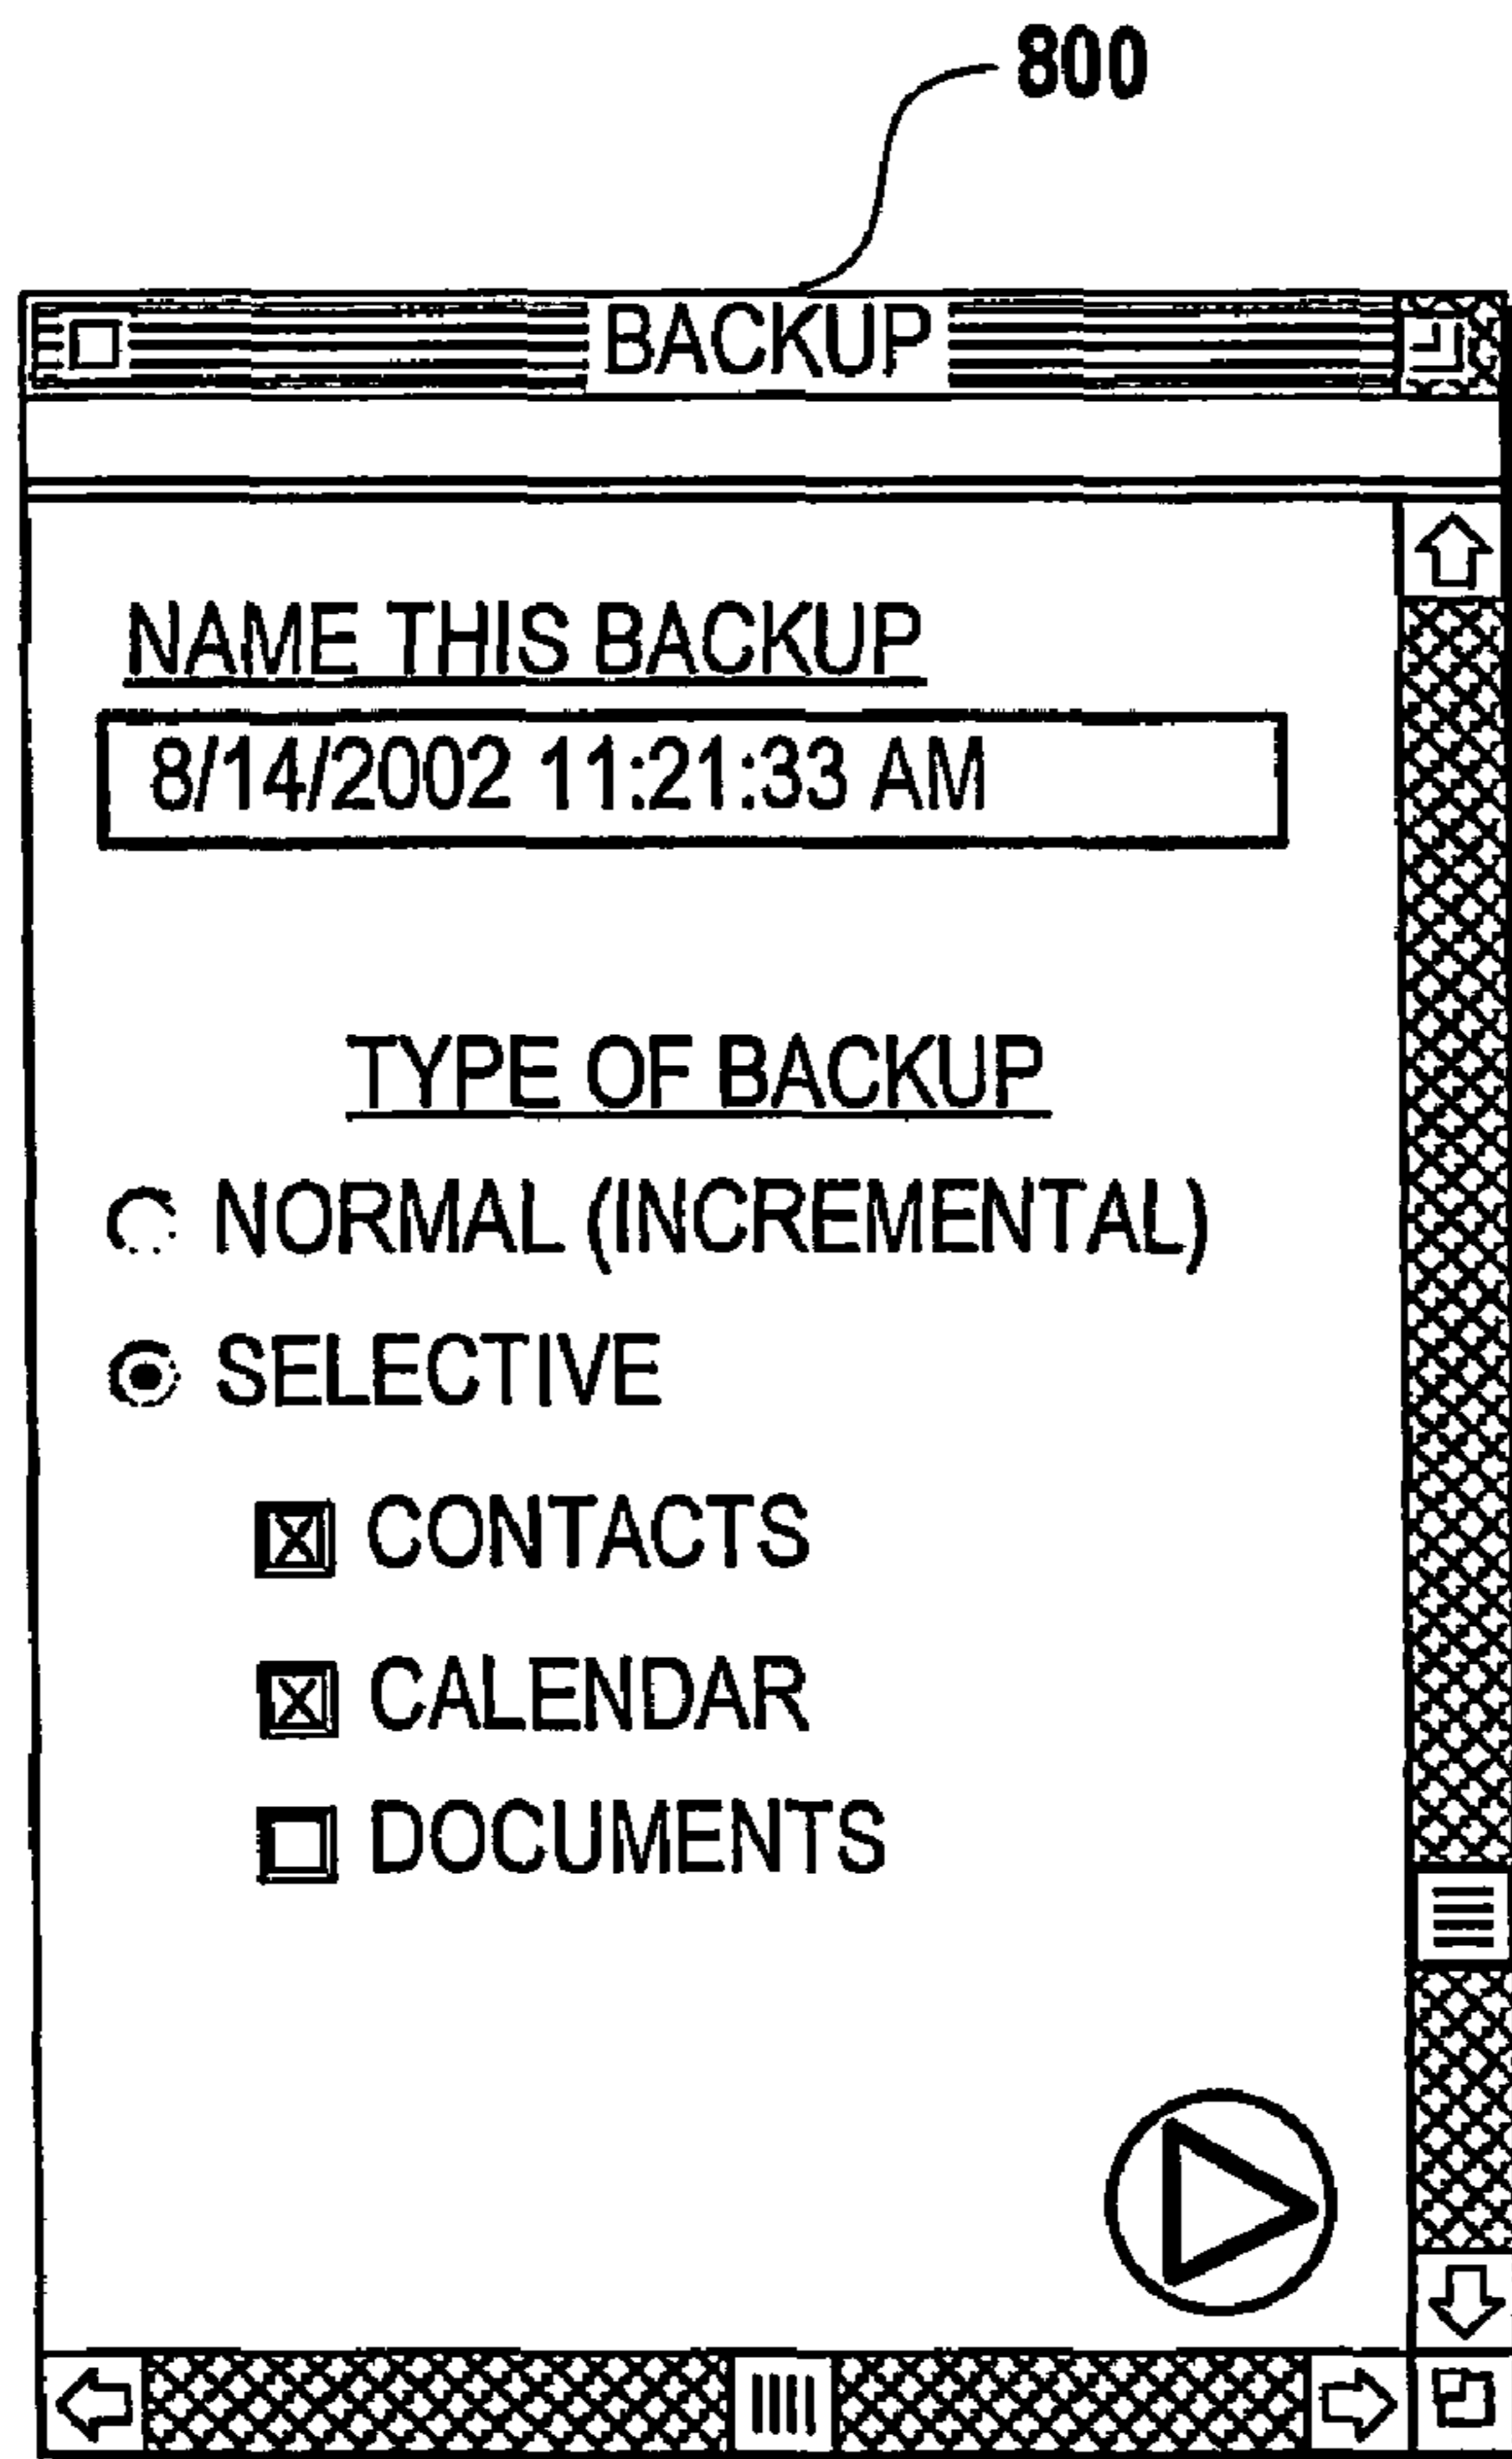 800
BACKUP
NAME THIS BACKUP
8/14/2002 11:21:33 AM
TYPE OF BACKUP
NORMAL (INCREMENTAL)
SELECTIVE
CONTACTS
CALENDAR
DOCUMENTS